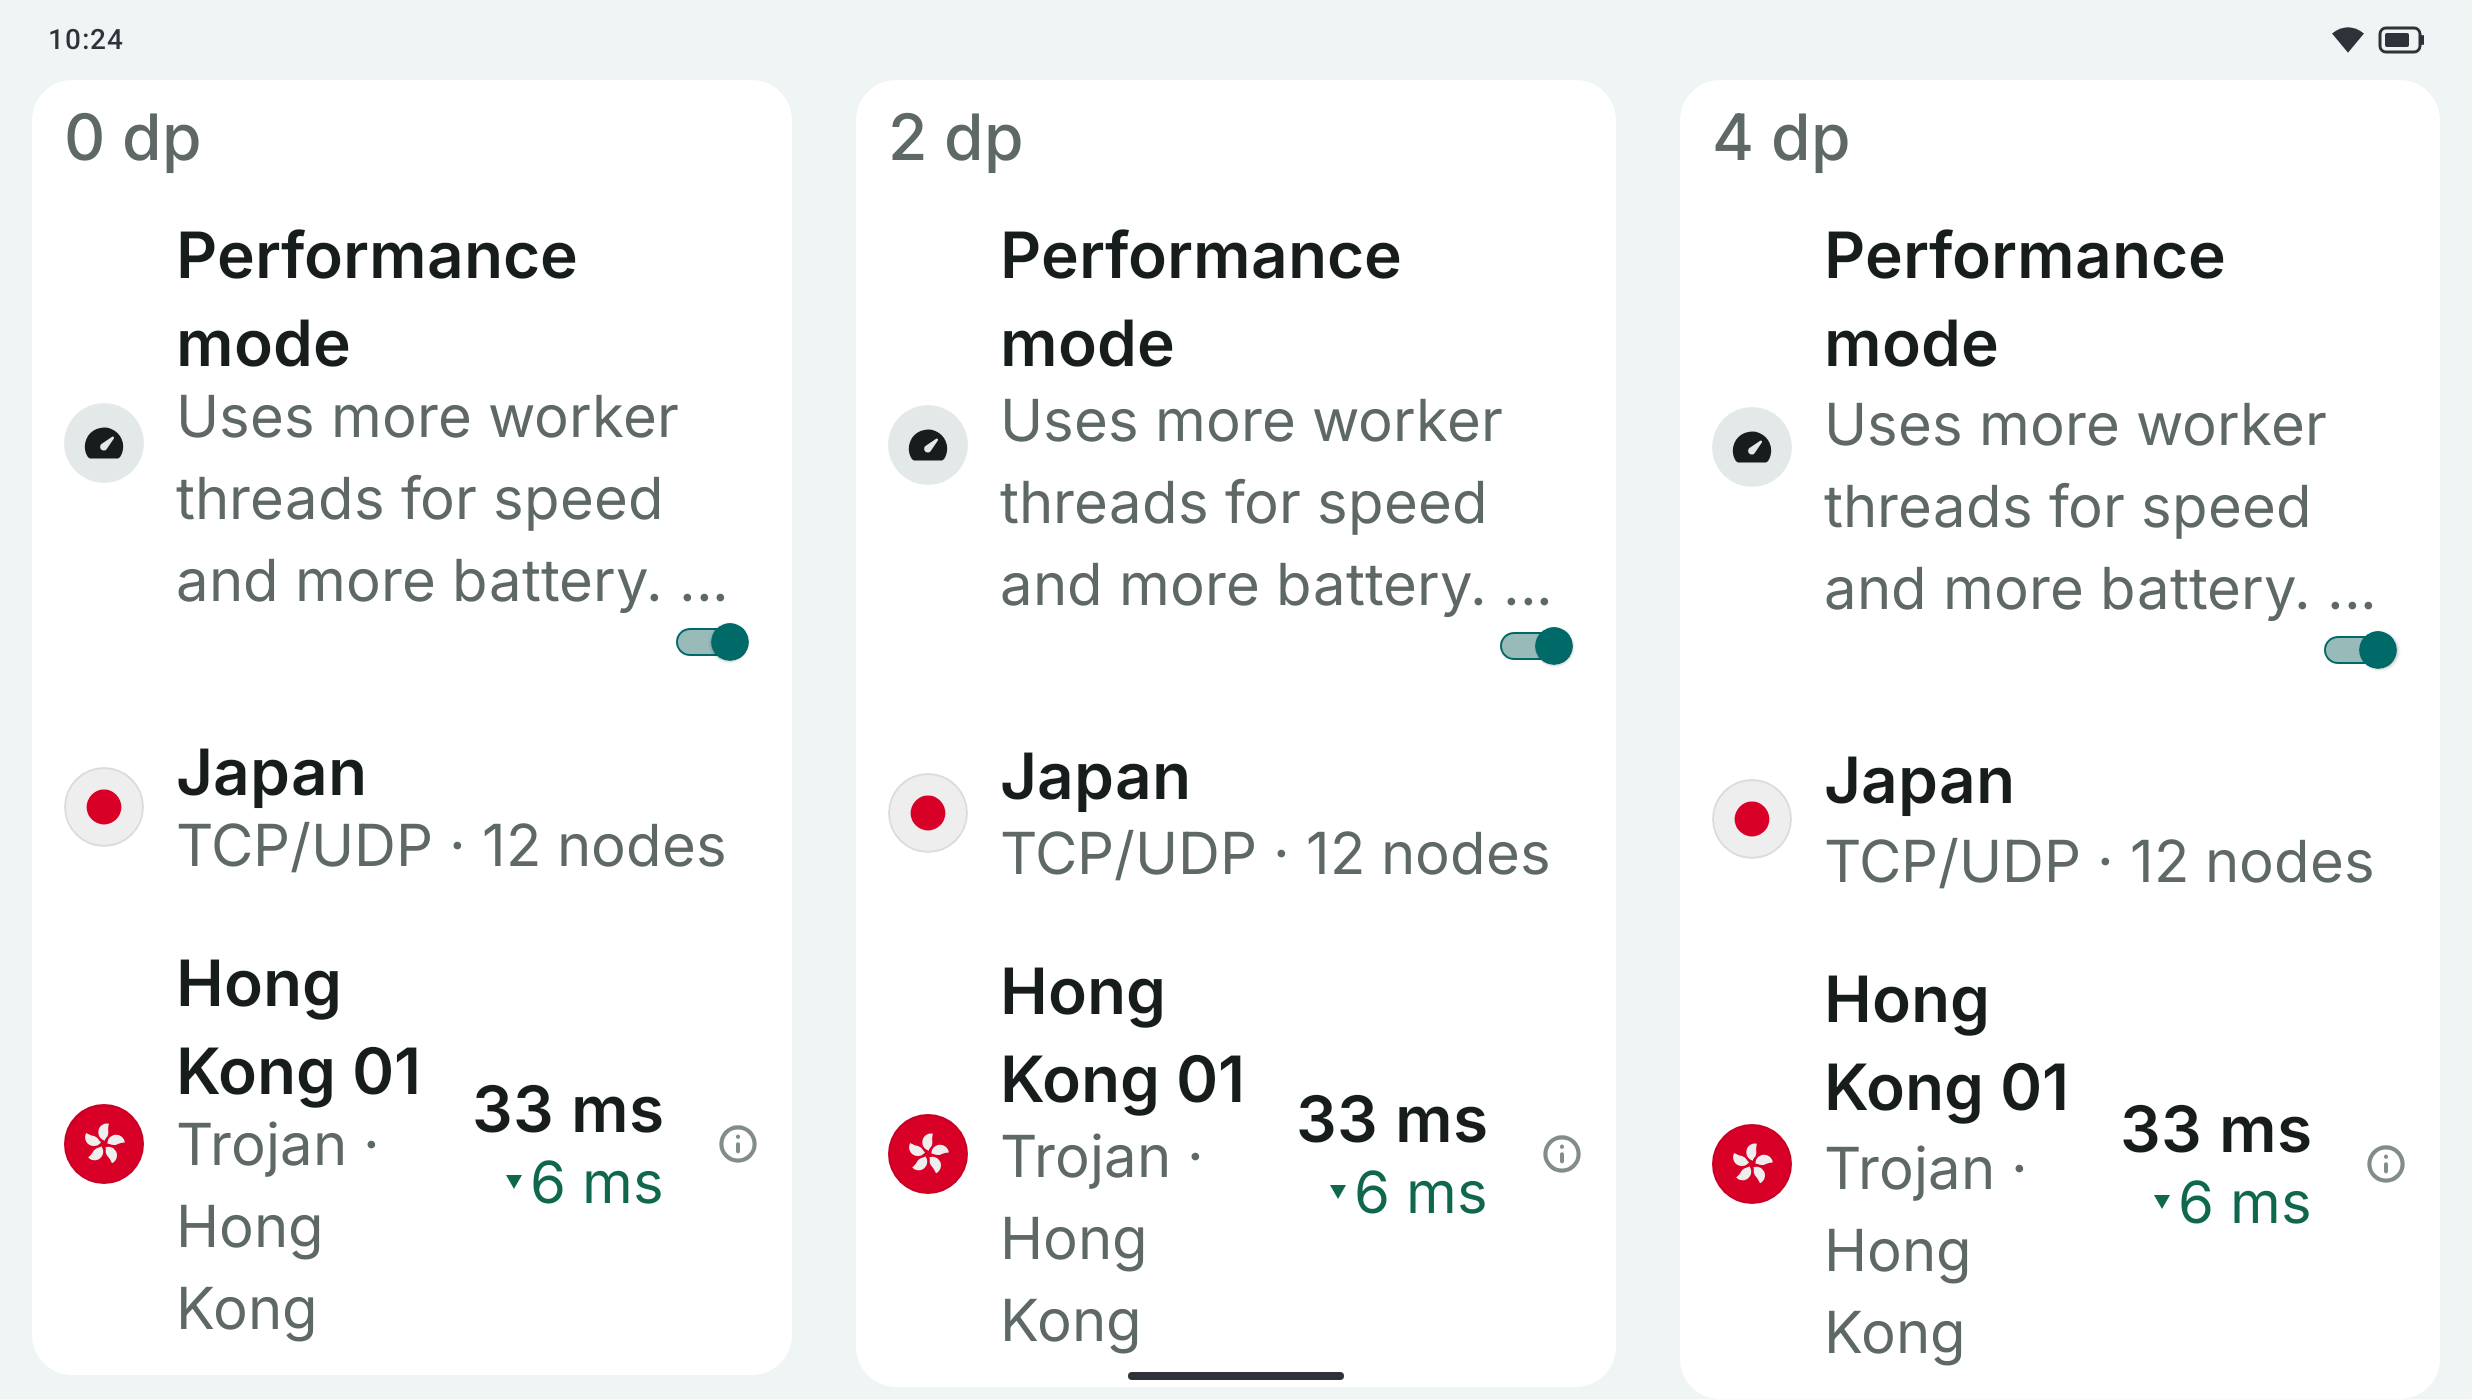 10:24
0 dp
Performance
mode
Uses more worker
threads for speed
and more battery. ...
Japan
TCP/UDP · 12 nodes
Hong
Kong 01
Trojan ·
Hong
Kong
33 ms
▼6 ms
2 dp
Performance
mode
Uses more worker
threads for speed
and more battery. ...
Japan
TCP/UDP · 12 nodes
Hong
Kong 01
Trojan ·
Hong
Kong
33 ms
▼6 ms
4 dp
Performance
mode
Uses more worker
threads for speed
and more battery. ...
Japan
TCP/UDP · 12 nodes
Hong
Kong 01
Trojan ·
Hong
Kong
33 ms
▼6 ms